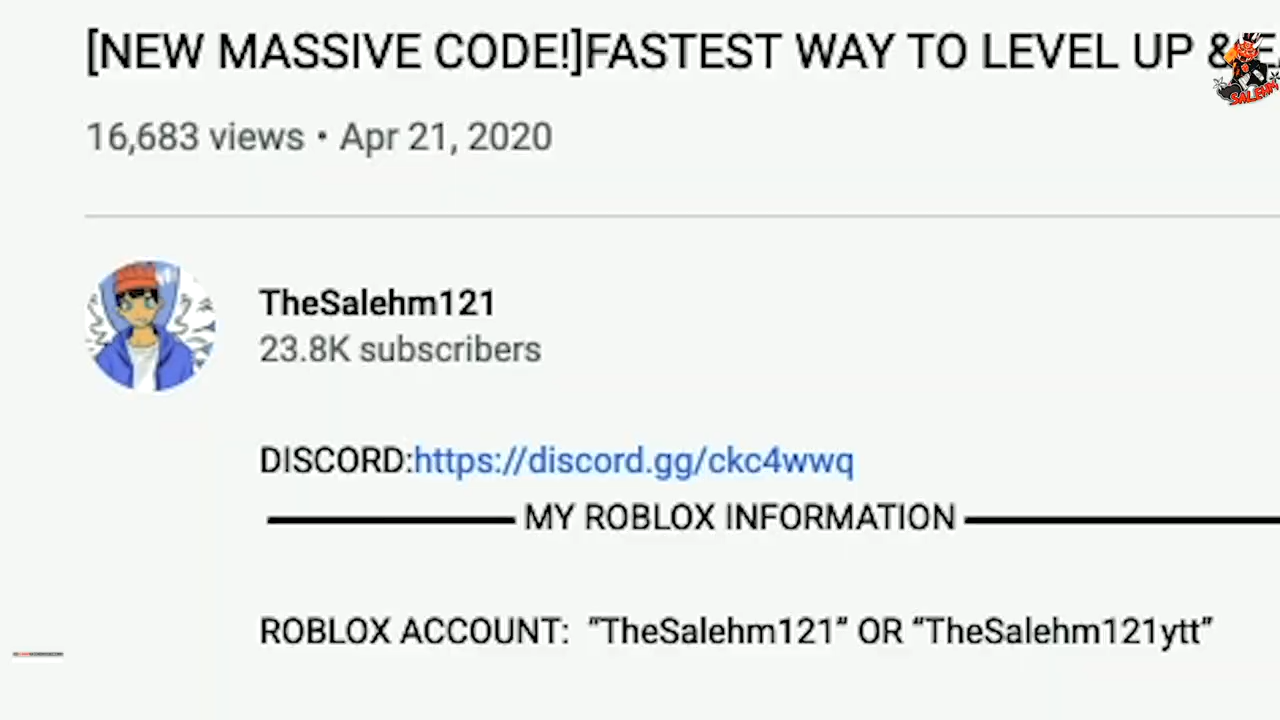 [NEW MASSIVE CODE!]FASTEST WAY TO LEVEL UP &
16,683 views • Apr 21, 2020
TheSalehm121
23.8K subscribers
DISCORD:https://discord.gg/ckc4wwq
MY ROBLOX INFORMATION
ROBLOX ACCOUNT: “TheSalehm121” OR “TheSalehm121ytt”
SALEHM